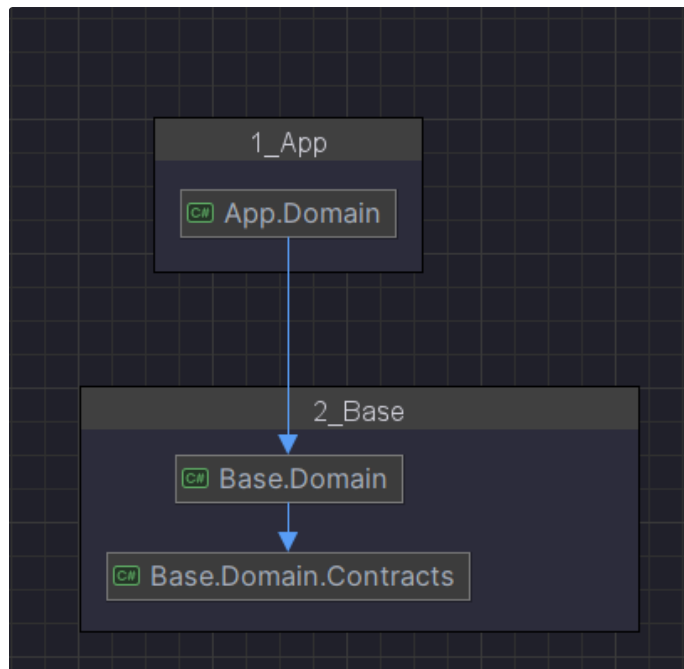 1_App
C# App.Domain
2_Base
C# Base.Domain
C# Base.Domain.Contracts